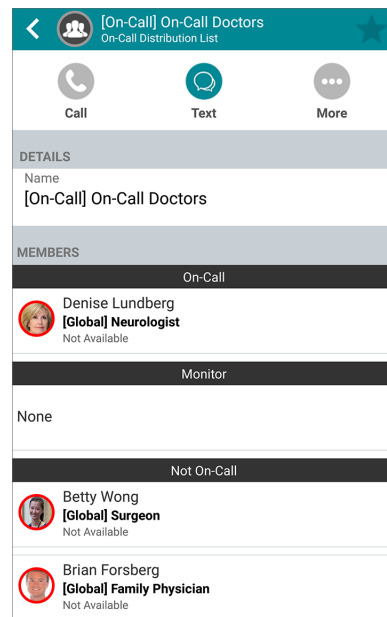 [On-Call] On-Call Doctors
On-Call Distribution List
Call
Text
More
DETAILS
Name
[On-Call] On-Call Doctors
MEMBERS
On-Call
Denise Lundberg
[Global] Neurologist
Not Available
Monitor
None
Not On-Call
Betty Wong
[Global] Surgeon
Not Available
Brian Forsberg
[Global] Family Physician
Not Available